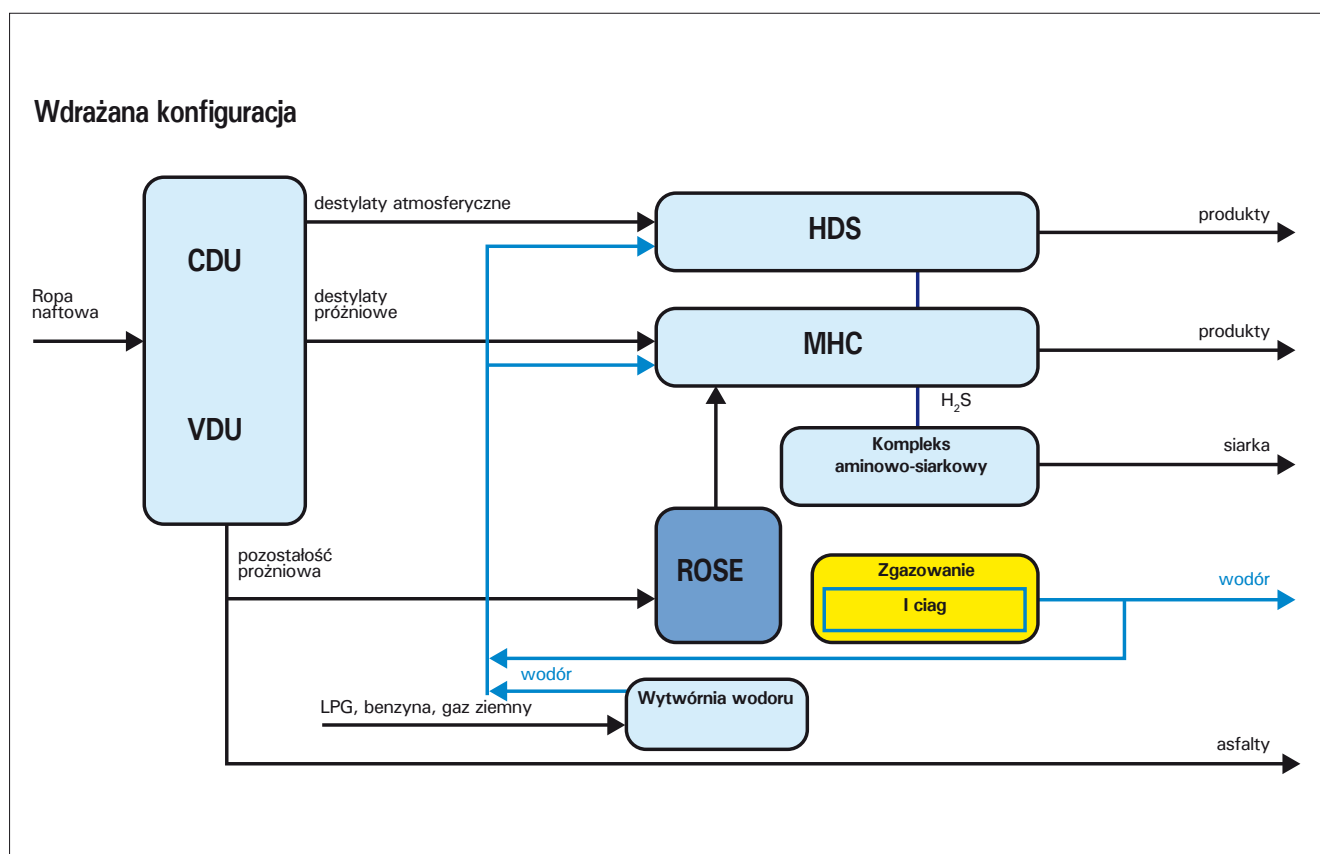 Wdrażana konfiguracja
destylaty atmosferyczne
HDS
produkty
CDU
Ropa
naftowa
destylaty
próżniowe
MHC
produkty
VDU
H₂S
Kompleks
aminowo-siarkowy
siarka
pozostałość
prożniowa
ROSE
Zgazowanie
I ciag
wodór
wodór
LPG, benzyna, gaz ziemny
Wytwórnia wodoru
asfalty